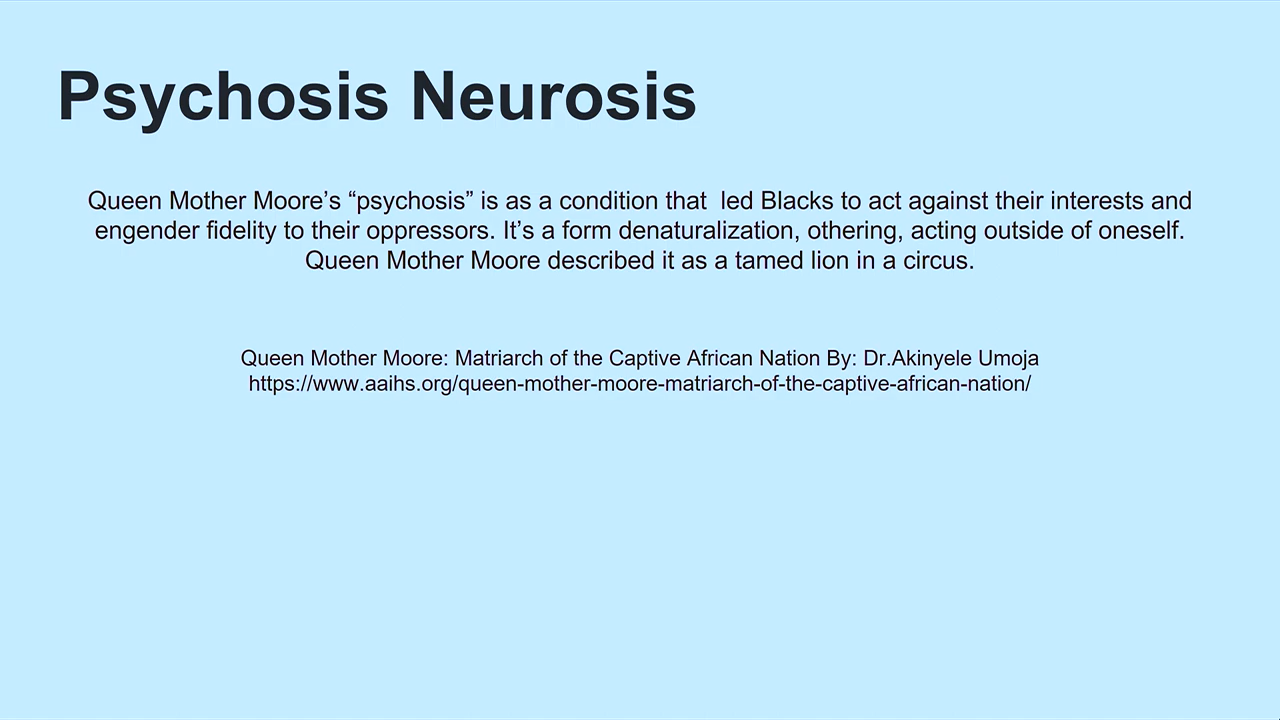 Psychosis Neurosis
Queen Mother Moore’s “psychosis” is as a condition that  led Blacks to act against their interests and
engender fidelity to their oppressors. It’s a form denaturalization, othering, acting outside of oneself.
Queen Mother Moore described it as a tamed lion in a circus.
Queen Mother Moore: Matriarch of the Captive African Nation By: Dr.Akinyele Umoja
https://www.aaihs.org/queen-mother-moore-matriarch-of-the-captive-african-nation/